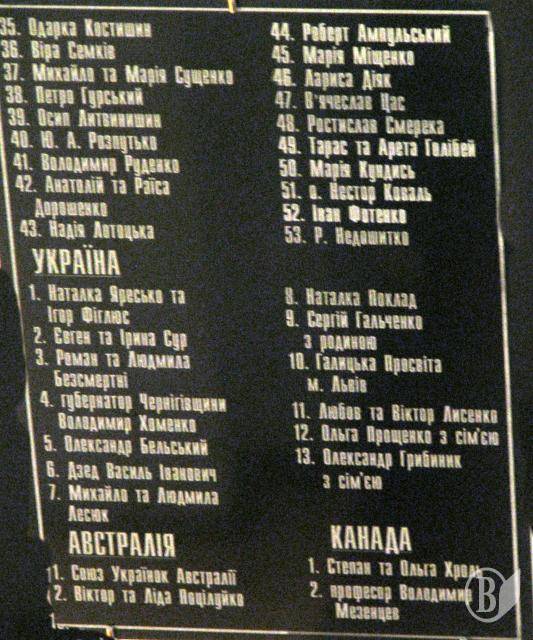 35. Одарка Костишин
36. Віра Семків
37. Михайло та Марія Сущенко
38. Петро Гурський
39. Осип Литвинишин
40. Ю. А. Розпутько
41. Володимир Руденко
42. Анатолій та Раїса
Дорошенко
43. Надія Лотоцька
44. Роберт Ампульський
45. Марія Міщенко
46. Лариса Діяк
47. В'ячеслав Цас
48. Ростислав Смерека
49. Тарас та Арета Голібей
50. Марія Кундись
51. о. Нестор Коваль
52. Іван Фотенко
53. Р. Недошитко
УКРАЇНА
1. Наталка Яресько та
Ігор Фіглюс
2. Євген та Ірина Сур
3. Роман та Людмила
Безсмертні
4. губернатор Чернігівщини
Володимир Хоменко
5. Олександр Бельський
6. Дзед Василь Іванович
7. Михайло та Людмила
Лесюк
8. Наталка Поклад
9. Сергій Гальченко
з родиною
10. Галицька Просвіта
м. Львів
11. Любов та Віктор Лисенко
12. Ольга Прощенко з сім'єю
13. Олександр Грибиник
з сім'єю
АВСТРАЛІЯ
1. Союз Українок Австралії
2. Віктор та Ліда Поцілуйко
КАНАДА
1. Степан та Ольга Хроль
2. професор Володимир
Мезенцев
В